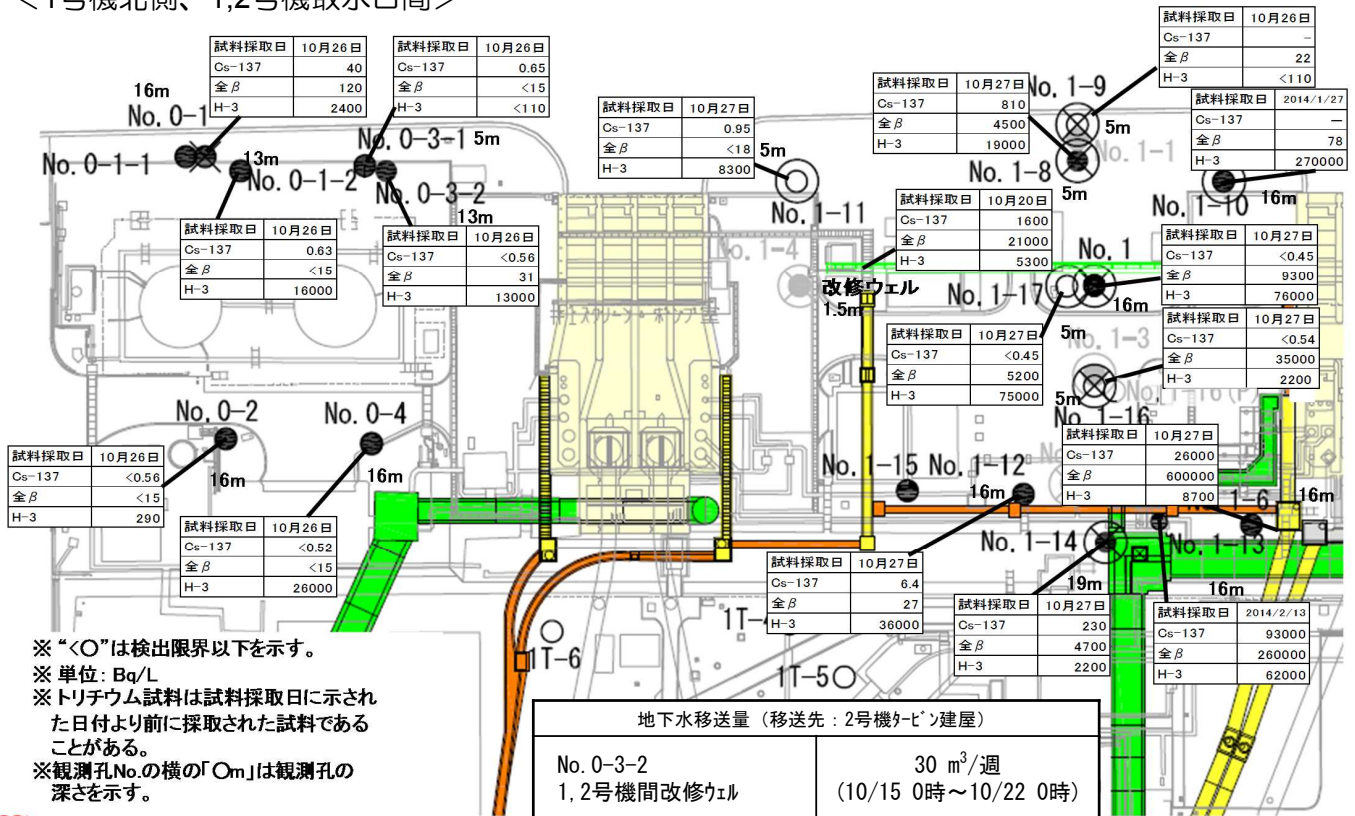 <1号機北側、1,2号機取水口間>
試料採取日 10月26日
Cs-137 40
全β 120
H-3 2400
16m
No. 0-1
No. 0-1-1
試料採取日 10月26日
Cs-137 0.65
全β <15
H-3 <110
No. 0-3-1 5m
13m
No. 0-1-2
No. 0-3-2
13m
試料採取日 10月26日
Cs-137 0.63
全β <15
H-3 16000
試料採取日 10月26日
Cs-137 <0.56
全β 31
H-3 13000
試料採取日 10月27日
Cs-137 0.95
全β <18
H-3 8300
5m
No. 1-11
No. 1-4
試料採取日 10月27日
Cs-137 810
全β 4500
H-3 19000
No. 1-9
5m
No. 1-1
No. 1-8
5m
試料採取日 10月26日
Cs-137 -
全β 22
H-3 <110
試料採取日 2014/1/27
Cs-137 —
全β 78
H-3 270000
No. 1-10
16m
試料採取日 10月20日
Cs-137 1600
全β 21000
H-3 5300
改修ウェル
1.5m
No. 1
No. 1-17
16m
5m
試料採取日 10月27日
Cs-137 <0.45
全β 9300
H-3 76000
試料採取日 10月27日
Cs-137 <0.45
全β 5200
H-3 75000
No. 1-3
試料採取日 10月27日
Cs-137 <0.54
全β 35000
H-3 2200
5m
No. 1-16(P)
No. 1-16
No. 0-2
16m
No. 0-4
16m
試料採取日 10月26日
Cs-137 <0.56
全β <15
H-3 290
試料採取日 10月26日
Cs-137 <0.52
全β <15
H-3 26000
No. 1-15 No. 1-12
16m
試料採取日 10月27日
Cs-137 26000
全β 600000
H-3 8700
1-6
16m
No. 1-14
19m
No. 1-13
16m
試料採取日 10月27日
Cs-137 6.4
全β 27
H-3 36000
試料採取日 10月27日
Cs-137 230
全β 4700
H-3 2200
試料採取日 2014/2/13
Cs-137 93000
全β 260000
H-3 62000
1T-6
1T-5
※ “<○”は検出限界以下を示す。
※ 単位: Bq/L
※ トリチウム試料は試料採取日に示され
た日付より前に採取された試料である
ことがある。
※観測孔No.の横の「○m」は観測孔の
深さを示す。
地下水移送量 (移送先:2号機タービン建屋)
No. 0-3-2 30 m³/週
1,2号機間改修ウェル (10/15 0時~10/22 0時)